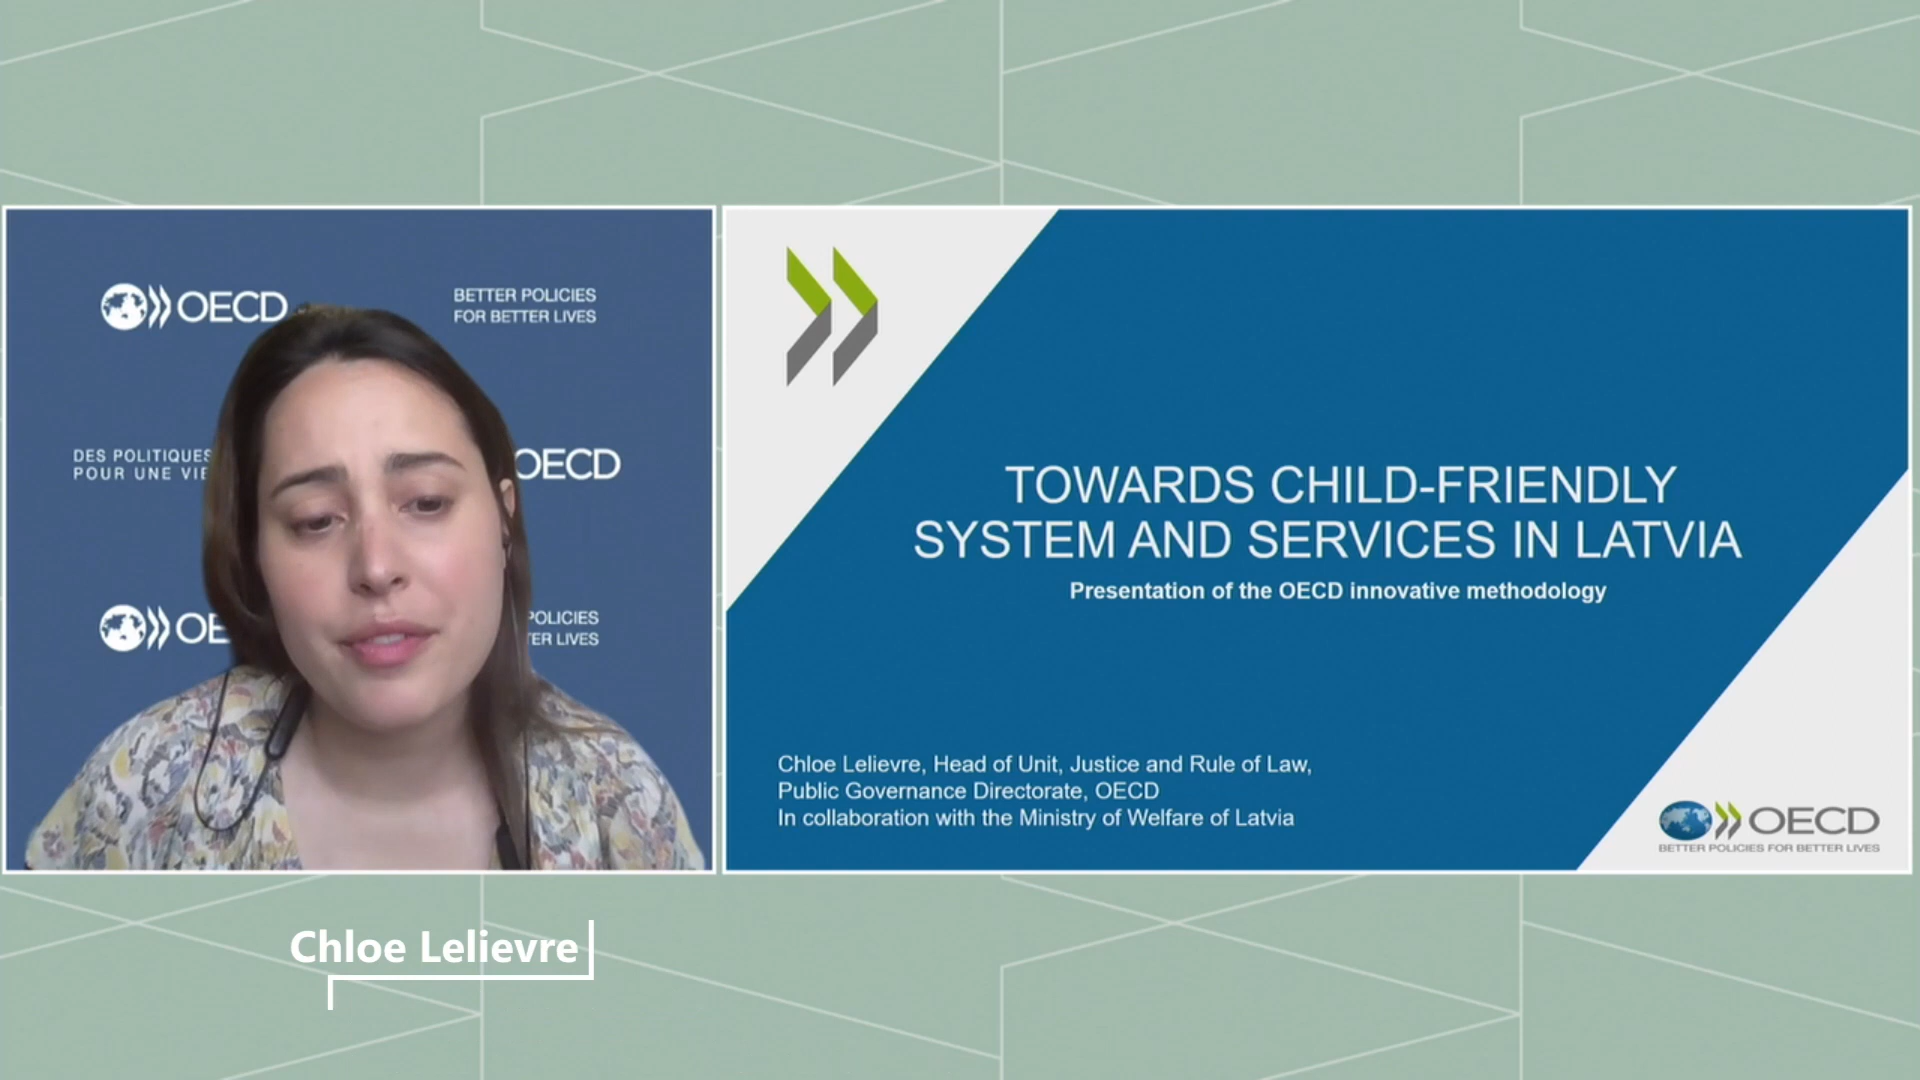 OECD
BETTER POLICIES
FOR BETTER LIVES
DES POLITIQUES
POUR UNE VIE
OECD
OE
POLICIES
ER LIVES
TOWARDS CHILD-FRIENDLY
SYSTEM AND SERVICES IN LATVIA
Presentation of the OECD innovative methodology
Chloe Lelievre, Head of Unit, Justice and Rule of Law,
Public Governance Directorate, OECD
In collaboration with the Ministry of Welfare of Latvia
OECD
BETTER POLICIES FOR BETTER LIVES
Chloe Lelievre